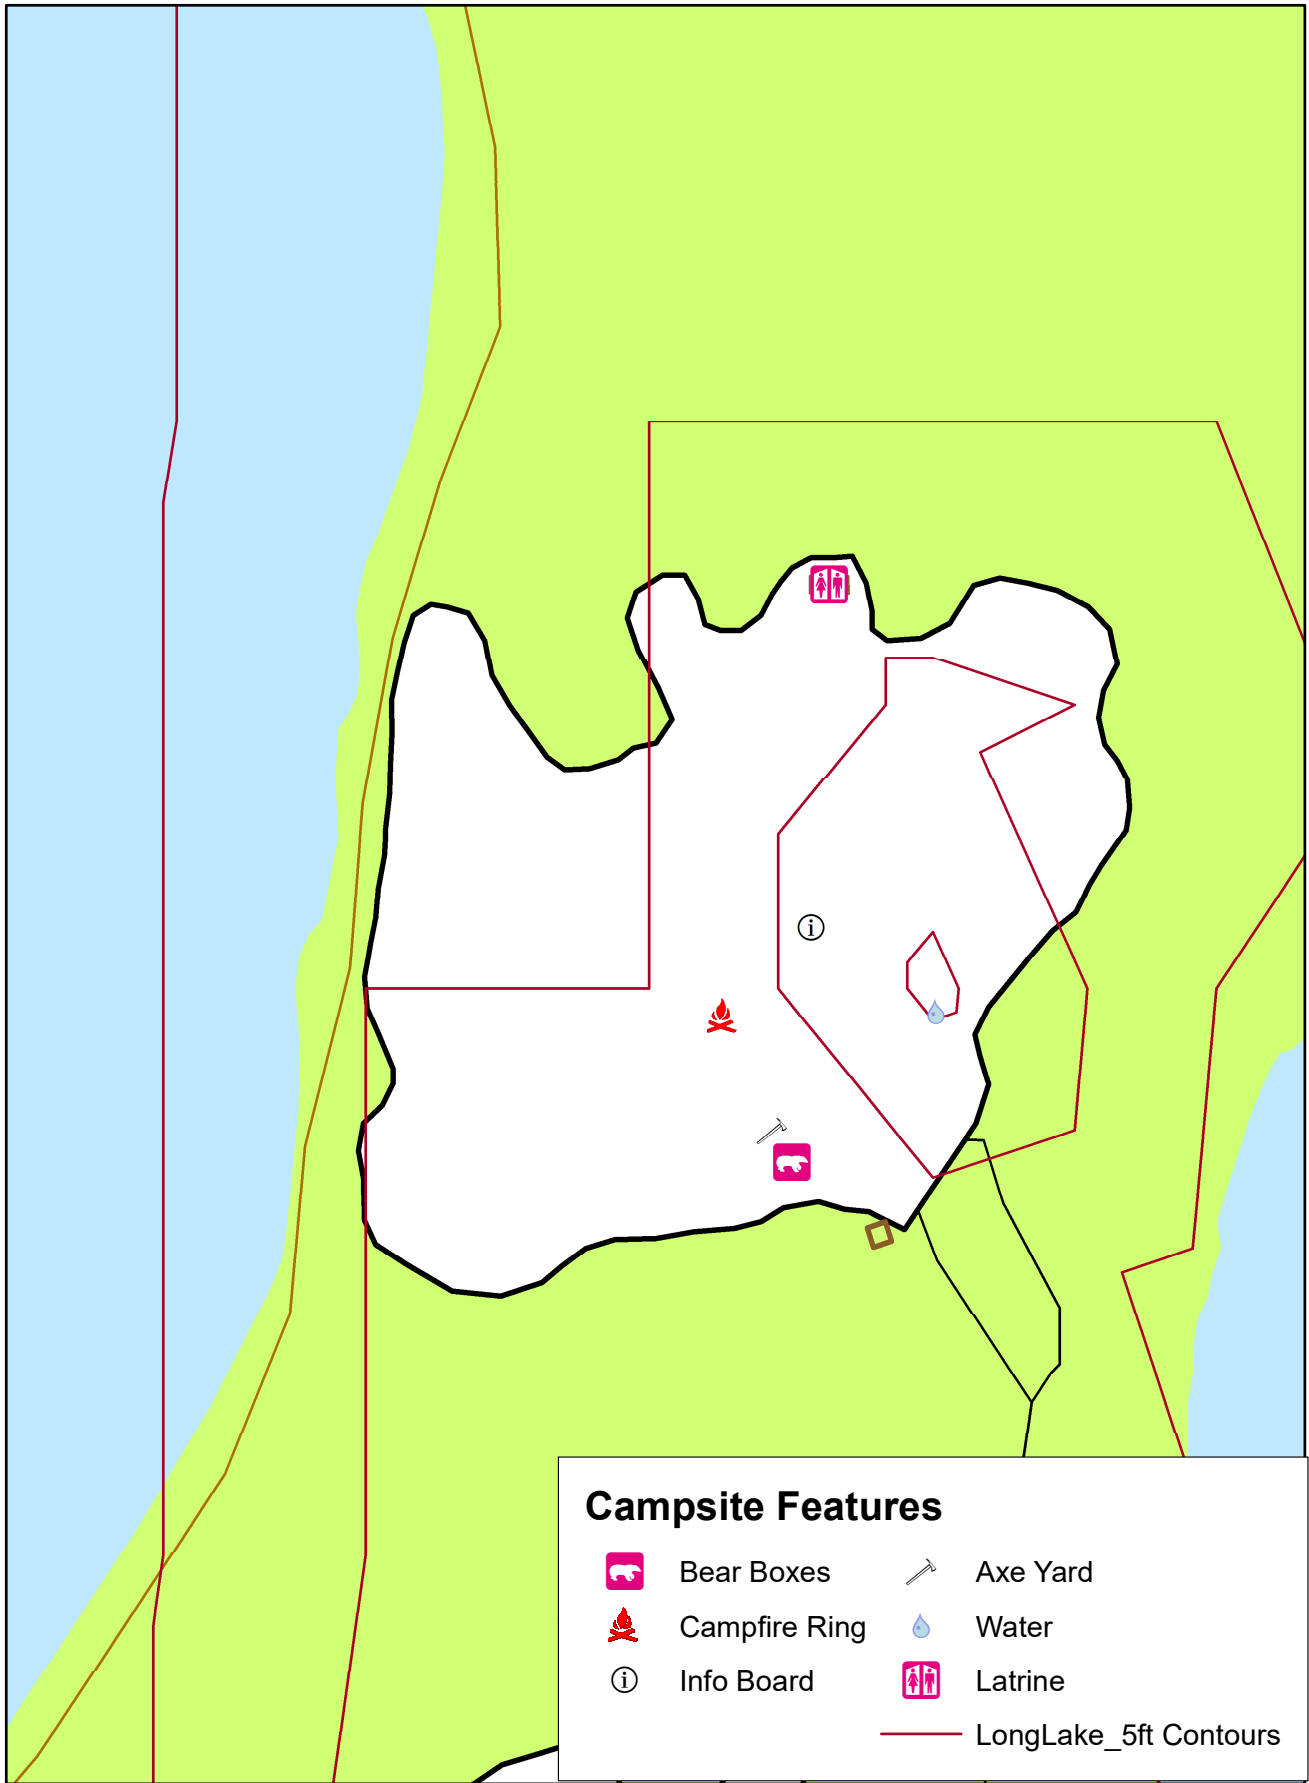 Campsite Features
Bear Boxes
Axe Yard
Campfire Ring
Water
Info Board
Latrine
LongLake_5ft Contours